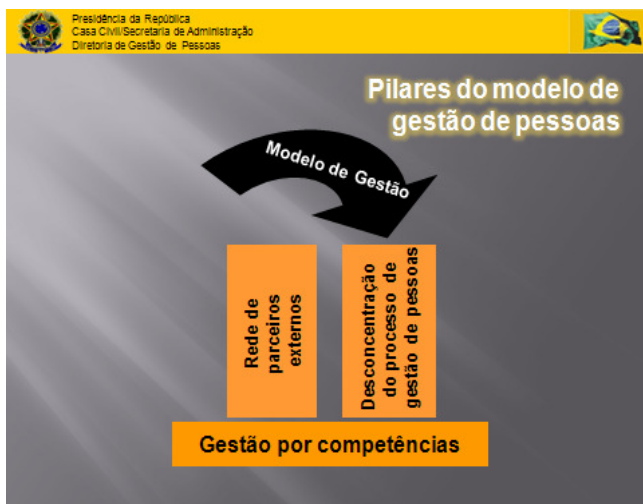 Presidência da República
Casa Civil/Secretaria de Administração
Diretoria de Gestão de Pessoas
Pilares do modelo de
gestão de pessoas
Modelo de Gestão
Rede de
parceiros
externos
Desconcentração
do processo de
gestão de pessoas
Gestão por competências